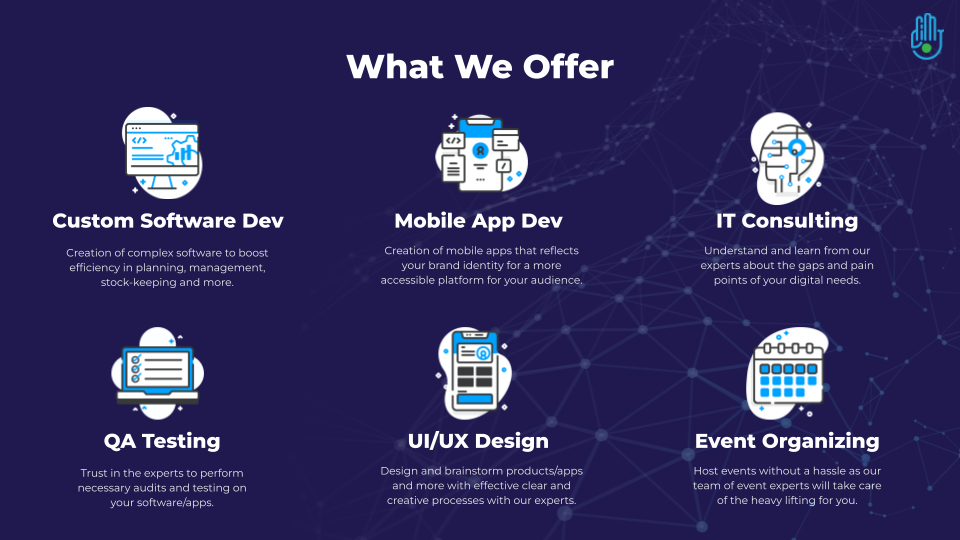 What We Offer
Custom Software Dev
Creation of complex software to boost
efficiency in planning, management,
stock-keeping and more.
Mobile App Dev
Creation of mobile apps that reflects
your brand identity for a more
accessible platform for your audience.
IT Consulting
Understand and learn from our
experts about the gaps and pain
points of your digital needs.
QA Testing
Trust in the experts to perform
necessary audits and testing on
your software/apps.
UI/UX Design
Design and brainstorm products/apps
and more with effective clear and
creative processes with our experts.
Event Organizing
Host events without a hassle as our
team of event experts will take care
of the heavy lifting for you.